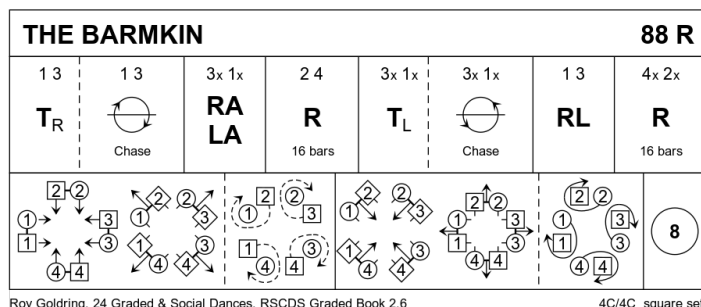 THE BARMKIN 88 R
1 3 1 3 3x 1x 2 4 3x 1x 3x 1x 1 3 4x 2x
TR RA R TL RL R
LA
Chase 16 bars Chase 16 bars
2 2 2 2 2 2 2 2 2 2 2 2
1 3 1 3 1 3 1 3 1 3 1 3
1 3 1 3 1 3 1 3 1 3 1 3 8
4 4 4 4 4 4 4 4 4 4 4 4
Roy Goldring, 24 Graded & Social Dances, RSCDS Graded Book 2.6 4C/4C square set